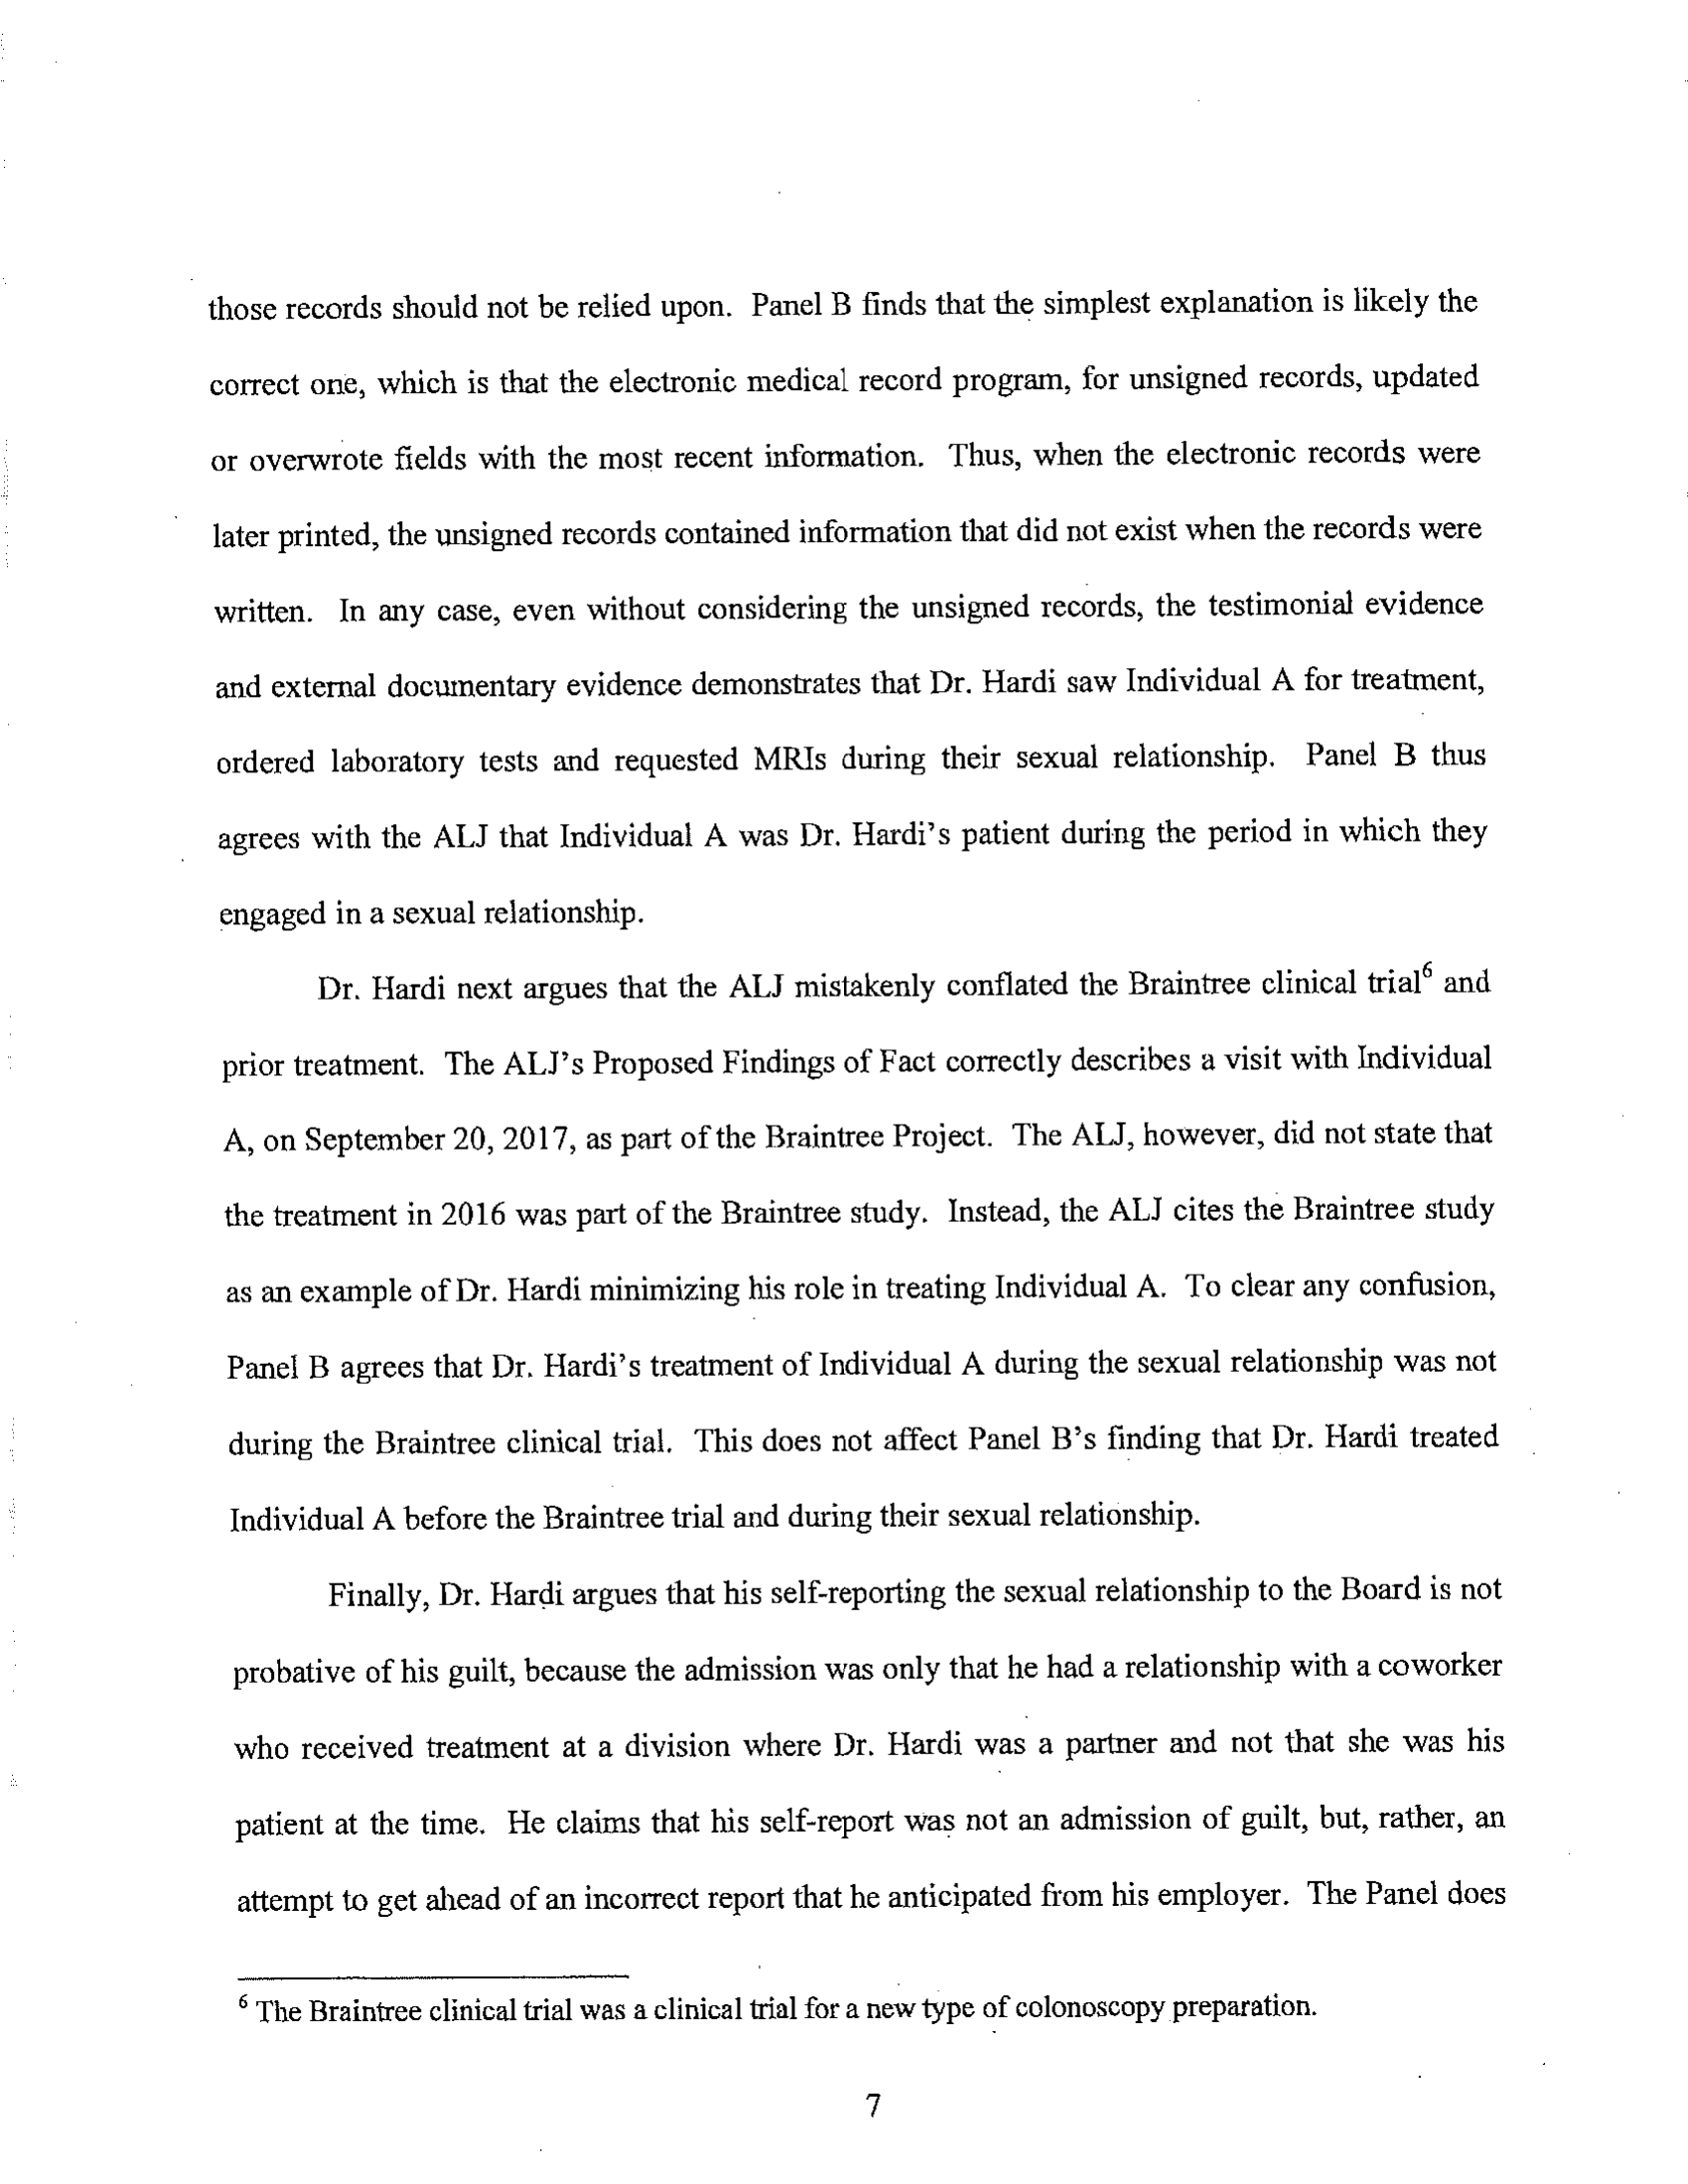 those records should not be relied upon. Panel B finds that the simplest explanation is likely the
correct one, which is that the electronic medical record program, for unsigned records, updated
or overwrote fields with the most recent information. Thus, when the electronic records were
later printed, the unsigned records contained information that did not exist when the records were
written. In any case, even without considering the unsigned records, the testimonial evidence
and external documentary evidence demonstrates that Dr. Hardi saw Individual A for treatment,
ordered laboratory tests and requested MRIs during their sexual relationship. Panel B thus
agrees with the ALJ that Individual A was Dr. Hardi's patient during the period in which they
engaged in a sexual relationship.
Dr. Hardi next argues that the ALJ mistakenly conflated the Braintree clinical trial⁶ and
prior treatment. The ALJ's Proposed Findings of Fact correctly describes a visit with Individual
A, on September 20, 2017, as part of the Braintree Project. The ALJ, however, did not state that
the treatment in 2016 was part of the Braintree study. Instead, the ALJ cites the Braintree study
as an example of Dr. Hardi minimizing his role in treating Individual A. To clear any confusion,
Panel B agrees that Dr. Hardi's treatment of Individual A during the sexual relationship was not
during the Braintree clinical trial. This does not affect Panel B's finding that Dr. Hardi treated
Individual A before the Braintree trial and during their sexual relationship.
Finally, Dr. Hardi argues that his self-reporting the sexual relationship to the Board is not
probative of his guilt, because the admission was only that he had a relationship with a coworker
who received treatment at a division where Dr. Hardi was a partner and not that she was his
patient at the time. He claims that his self-report was not an admission of guilt, but, rather, an
attempt to get ahead of an incorrect report that he anticipated from his employer. The Panel does
⁶ The Braintree clinical trial was a clinical trial for a new type of colonoscopy preparation.
7